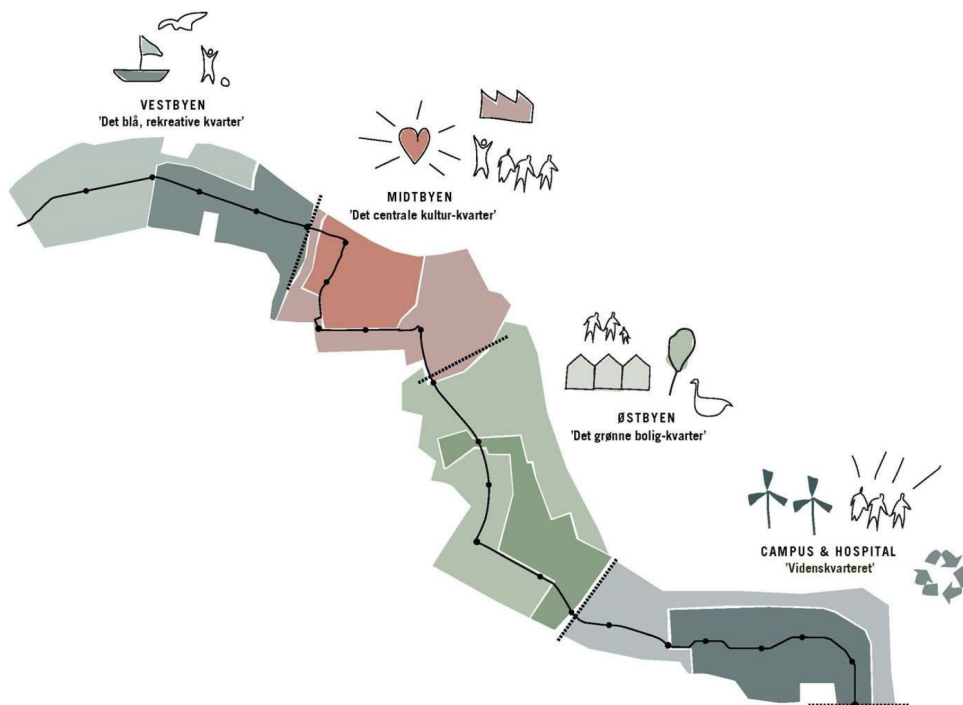 VESTBYEN
'Det blå, rekreative kvarter'
MIDTBYEN
'Det centrale kultur-kvarter'
ØSTBYEN
'Det grønne bolig-kvarter'
CAMPUS & HOSPITAL
'Videnskvarteret'